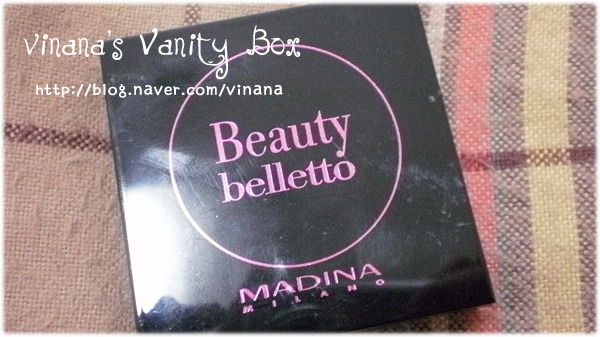 vinana's Vanity Box
http://blog.naver.com/vinana
Beauty
belletto
MADINA
MILANO